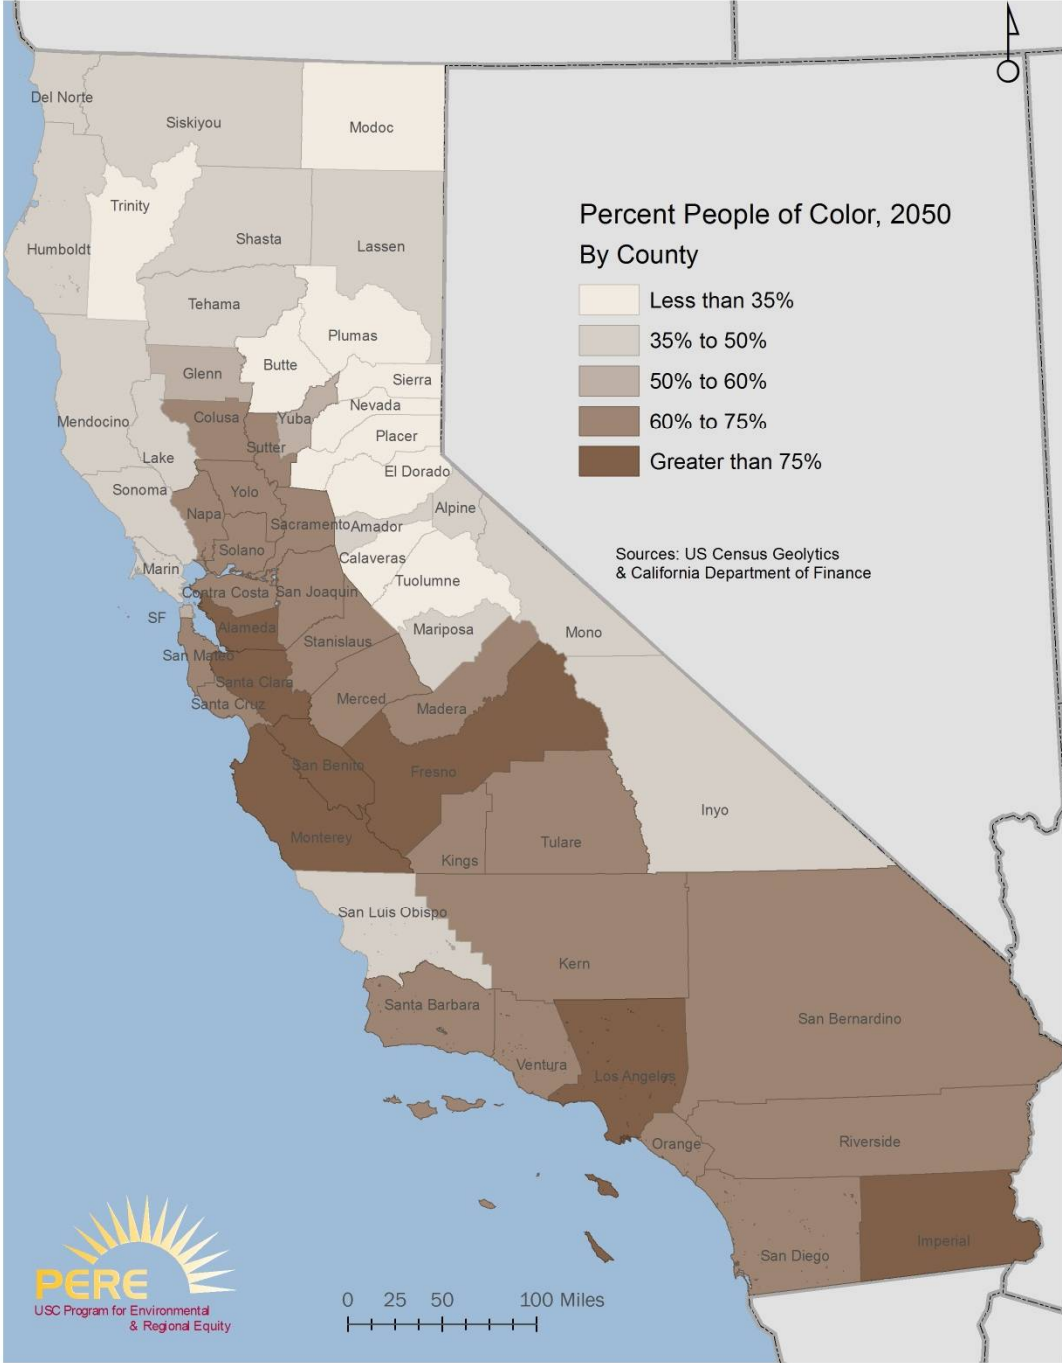 Del Norte
Siskiyou
Modoc
Trinity
Humboldt
Shasta
Lassen
Percent People of Color, 2050
By County
Less than 35%
35% to 50%
50% to 60%
60% to 75%
Greater than 75%
Sources: US Census Geolytics
& California Department of Finance
Tehama
Plumas
Butte
Glenn
Sierra
Nevada
Mendocino
Colusa
Yuba
Placer
Sutter
Lake
El Dorado
Sonoma
Yolo
Napa
Alpine
Sacramento
Amador
Solano
Calaveras
Marin
Tuolumne
Contra Costa
San Joaquin
SF
Alameda
Mariposa
Mono
Stanislaus
San Mateo
Santa Clara
Merced
Santa Cruz
Madera
San Benito
Fresno
Inyo
Monterey
Tulare
Kings
San Luis Obispo
Kern
Santa Barbara
San Bernardino
Ventura
Los Angeles
Orange
Riverside
Imperial
San Diego
PERE
USC Program for Environmental
& Regional Equity
0 25 50 100 Miles